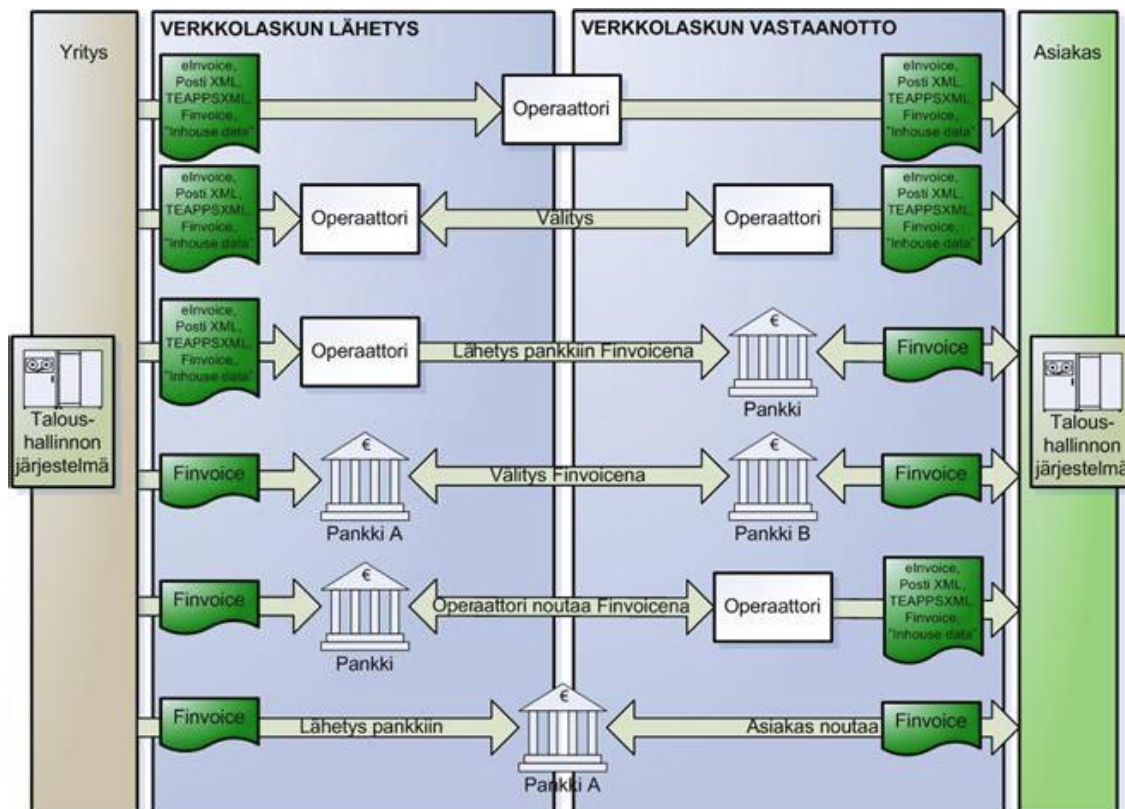 Yritys
VERKKOLASKUN LÄHETYS
VERKKOLASKUN VASTAANOTTO
Asiakas
eInvoice,
Posti XML,
TEAPPSXML,
Finvoice,
"Inhouse data"
Operaattori
eInvoice,
Posti XML,
TEAPPSXML,
Finvoice,
"Inhouse data"
eInvoice,
Posti XML,
TEAPPSXML,
Finvoice,
"Inhouse data"
Operaattori
Välitys
Operaattori
eInvoice,
Posti XML,
TEAPPSXML,
Finvoice,
"Inhouse data"
eInvoice,
Posti XML,
TEAPPSXML,
Finvoice,
"Inhouse data"
Operaattori
Lähetys pankkiin Finvoicena
€
Pankki
Finvoice
Talous-
hallinnon
järjestelmä
Talous-
hallinnon
järjestelmä
Finvoice
€
Pankki A
Välitys Finvoicena
€
Pankki B
Finvoice
Finvoice
€
Pankki
Operaattori noutaa Finvoicena
Operaattori
eInvoice,
Posti XML,
TEAPPSXML,
Finvoice,
"Inhouse data"
Finvoice
Lähetys pankkiin
€
Pankki A
Asiakas noutaa
Finvoice